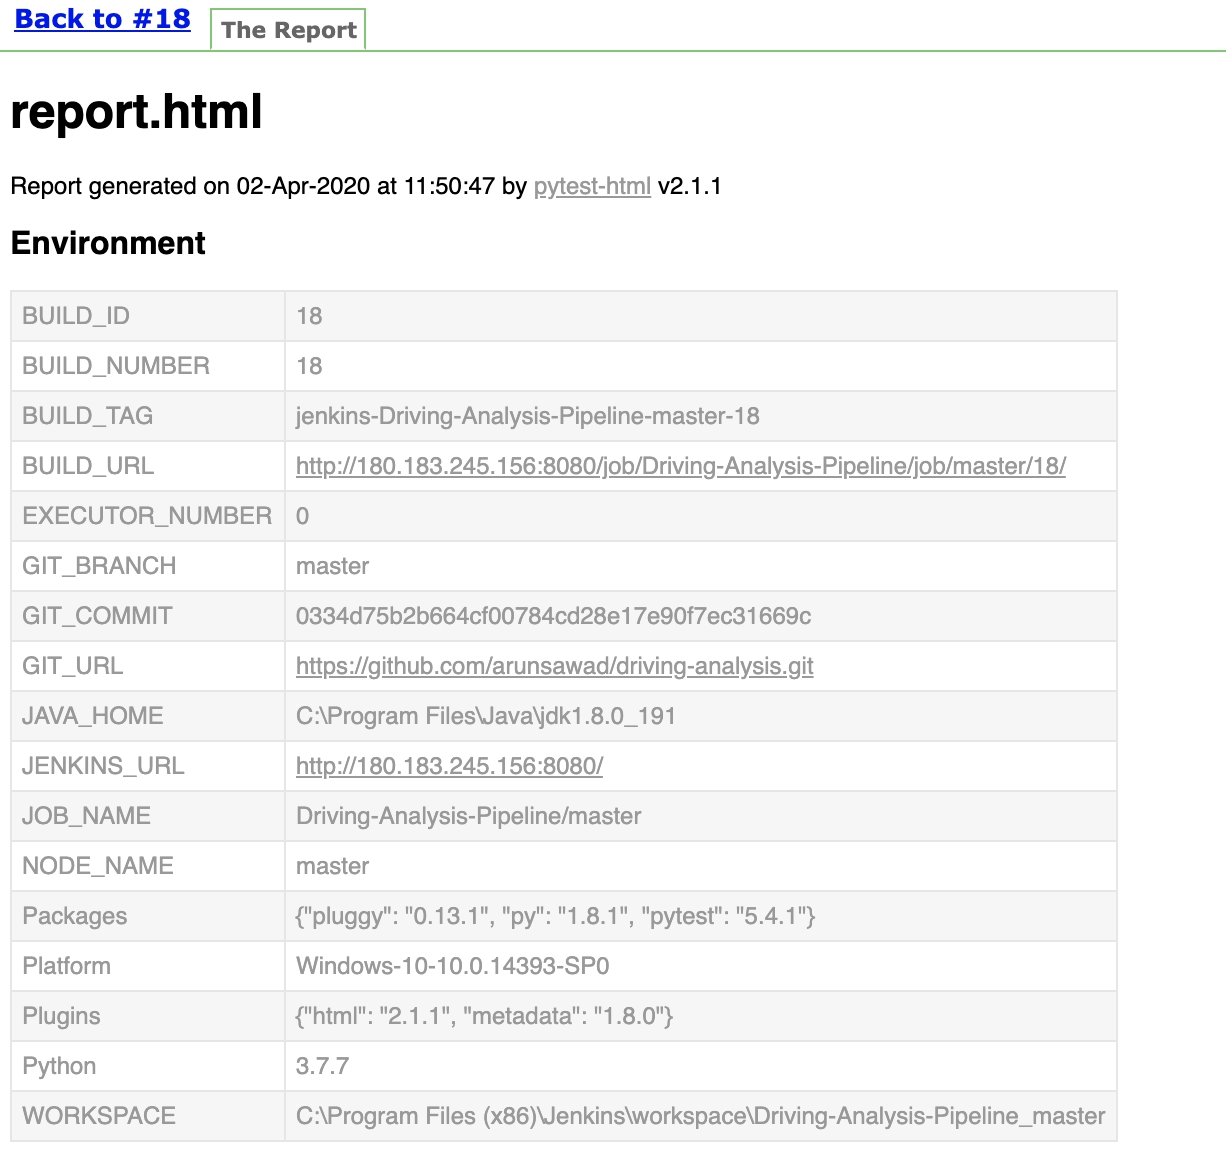 Back to #18
The Report
report.html
Report generated on 02-Apr-2020 at 11:50:47 by pytest-html v2.1.1
Environment
BUILD_ID 18
BUILD_NUMBER 18
BUILD_TAG jenkins-Driving-Analysis-Pipeline-master-18
BUILD_URL http://180.183.245.156:8080/job/Driving-Analysis-Pipeline/job/master/18/
EXECUTOR_NUMBER 0
GIT_BRANCH master
GIT_COMMIT 0334d75b2b664cf00784cd28e17e90f7ec31669c
GIT_URL https://github.com/arunsawad/driving-analysis.git
JAVA_HOME C:\Program Files\Java\jdk1.8.0_191
JENKINS_URL http://180.183.245.156:8080/
JOB_NAME Driving-Analysis-Pipeline/master
NODE_NAME master
Packages {"pluggy": "0.13.1", "py": "1.8.1", "pytest": "5.4.1"}
Platform Windows-10-10.0.14393-SP0
Plugins {"html": "2.1.1", "metadata": "1.8.0"}
Python 3.7.7
WORKSPACE C:\Program Files (x86)\Jenkins\workspace\Driving-Analysis-Pipeline_master